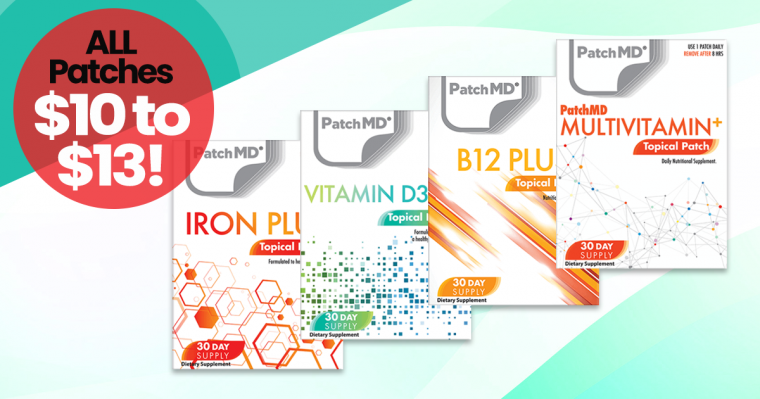 ALL
Patches
$10 to
$13!
PatchMD
IRON PLU
Topical
30 DAY
SUPPLY
Dietary Supplement
PatchMD
VITAMIN D3
Topical
30 DAY
SUPPLY
Dietary Supplement
PatchMD
B12 PLU
Topical
30 DAY
SUPPLY
Dietary Supplement
PatchMD
USE 1 PATCH DAILY
REMOVE AFTER 8 HRS
PatchMD
MULTIVITAMIN+
Topical Patch
Daily Nutritional Supplement.
30 DAY
SUPPLY
Dietary Supplement